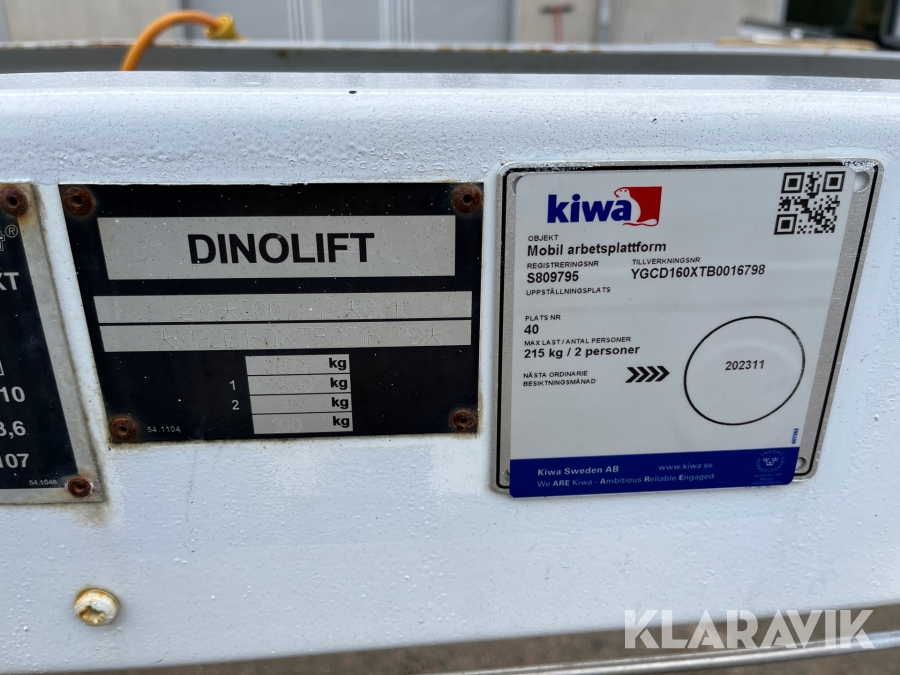 ®
KT
10
3,6
107
54.1048
DINOLIFT
kg
1 kg
2 kg
100 kg
54.1104
kiwa
OBJEKT
Mobil arbetsplattform
REGISTRERINGSNR TILLVERKNINGSNR
S809795 YGCD160XTB0016798
UPPSTÄLLNINGSPLATS
PLATS NR
40
MAX LAST / ANTAL PERSONER
215 kg / 2 personer
NÄSTA ORDINARIE
BESIKTNINGSMÅNAD
202311
Kiwa Sweden AB www.kiwa.se
We ARE Kiwa - Ambitious Reliable Engaged
KLARAVIK